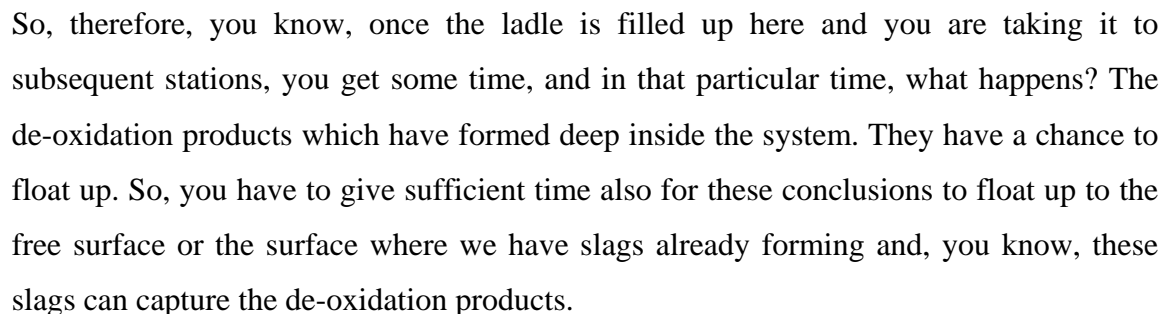 So, therefore, you know, once the ladle is filled up here and you are taking it to
subsequent stations, you get some time, and in that particular time, what happens? The
de-oxidation products which have formed deep inside the system. They have a chance to
float up. So, you have to give sufficient time also for these conclusions to float up to the
free surface or the surface where we have slags already forming and, you know, these
slags can capture the de-oxidation products.